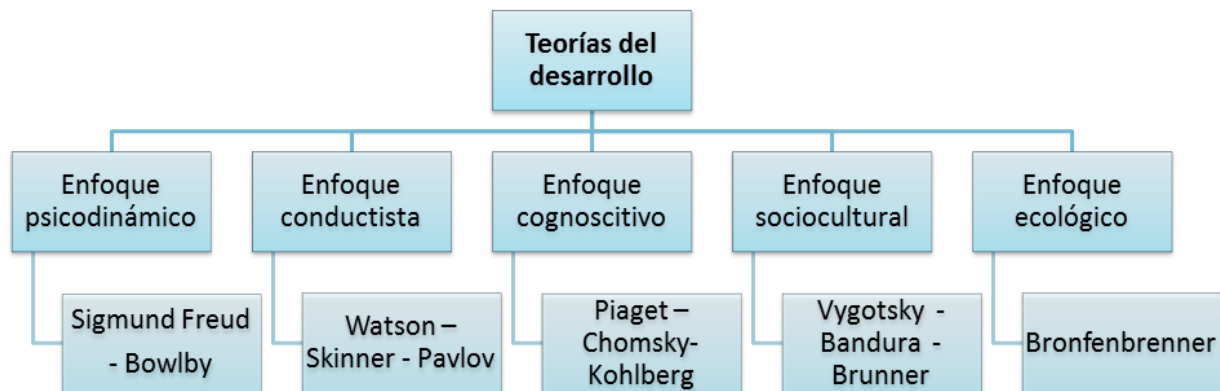 Teorías del
desarrollo
Enfoque
psicodinámico
Enfoque
conductista
Enfoque
cognoscitivo
Enfoque
sociocultural
Enfoque
ecológico
Sigmund Freud
- Bowlby
Watson –
Skinner - Pavlov
Piaget –
Chomsky-
Kohlberg
Vygotsky -
Bandura -
Brunner
Bronfenbrenner